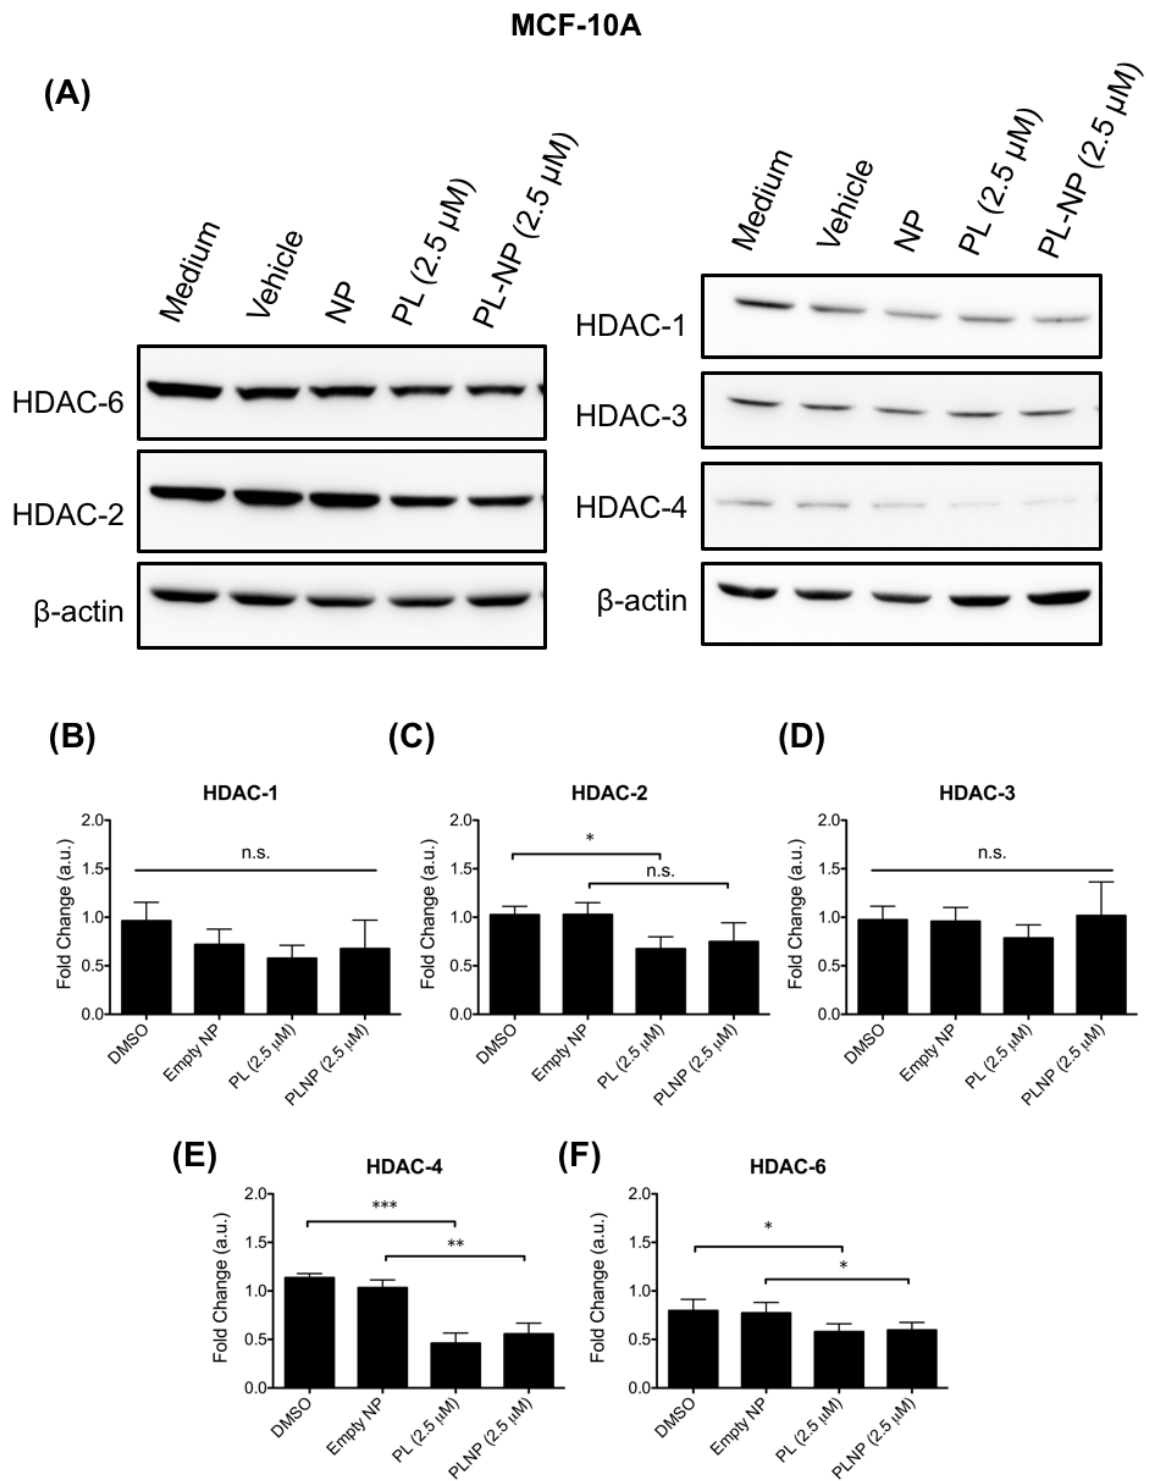 MCF-10A
(A)
Medium
Vehicle
NP
PL (2.5 μM)
PL-NP (2.5 μM)
HDAC-6
HDAC-2
β-actin
Medium
Vehicle
NP
PL (2.5 μM)
PL-NP (2.5 μM)
HDAC-1
HDAC-3
HDAC-4
β-actin
(B)
HDAC-1
Fold Change (a.u.)
2.0
1.5
1.0
0.5
0.0
n.s.
DMSO
Empty NP
PL (2.5 μM)
PLNP (2.5 μM)
(C)
HDAC-2
Fold Change (a.u.)
2.0
1.5
1.0
0.5
0.0
*
n.s.
DMSO
Empty NP
PL (2.5 μM)
PLNP (2.5 μM)
(D)
HDAC-3
Fold Change (a.u.)
2.0
1.5
1.0
0.5
0.0
n.s.
DMSO
Empty NP
PL (2.5 μM)
PLNP (2.5 μM)
(E)
HDAC-4
Fold Change (a.u.)
2.0
1.5
1.0
0.5
0.0
***
**
DMSO
Empty NP
PL (2.5 μM)
PLNP (2.5 μM)
(F)
HDAC-6
Fold Change (a.u.)
2.0
1.5
1.0
0.5
0.0
*
*
DMSO
Empty NP
PL (2.5 μM)
PLNP (2.5 μM)